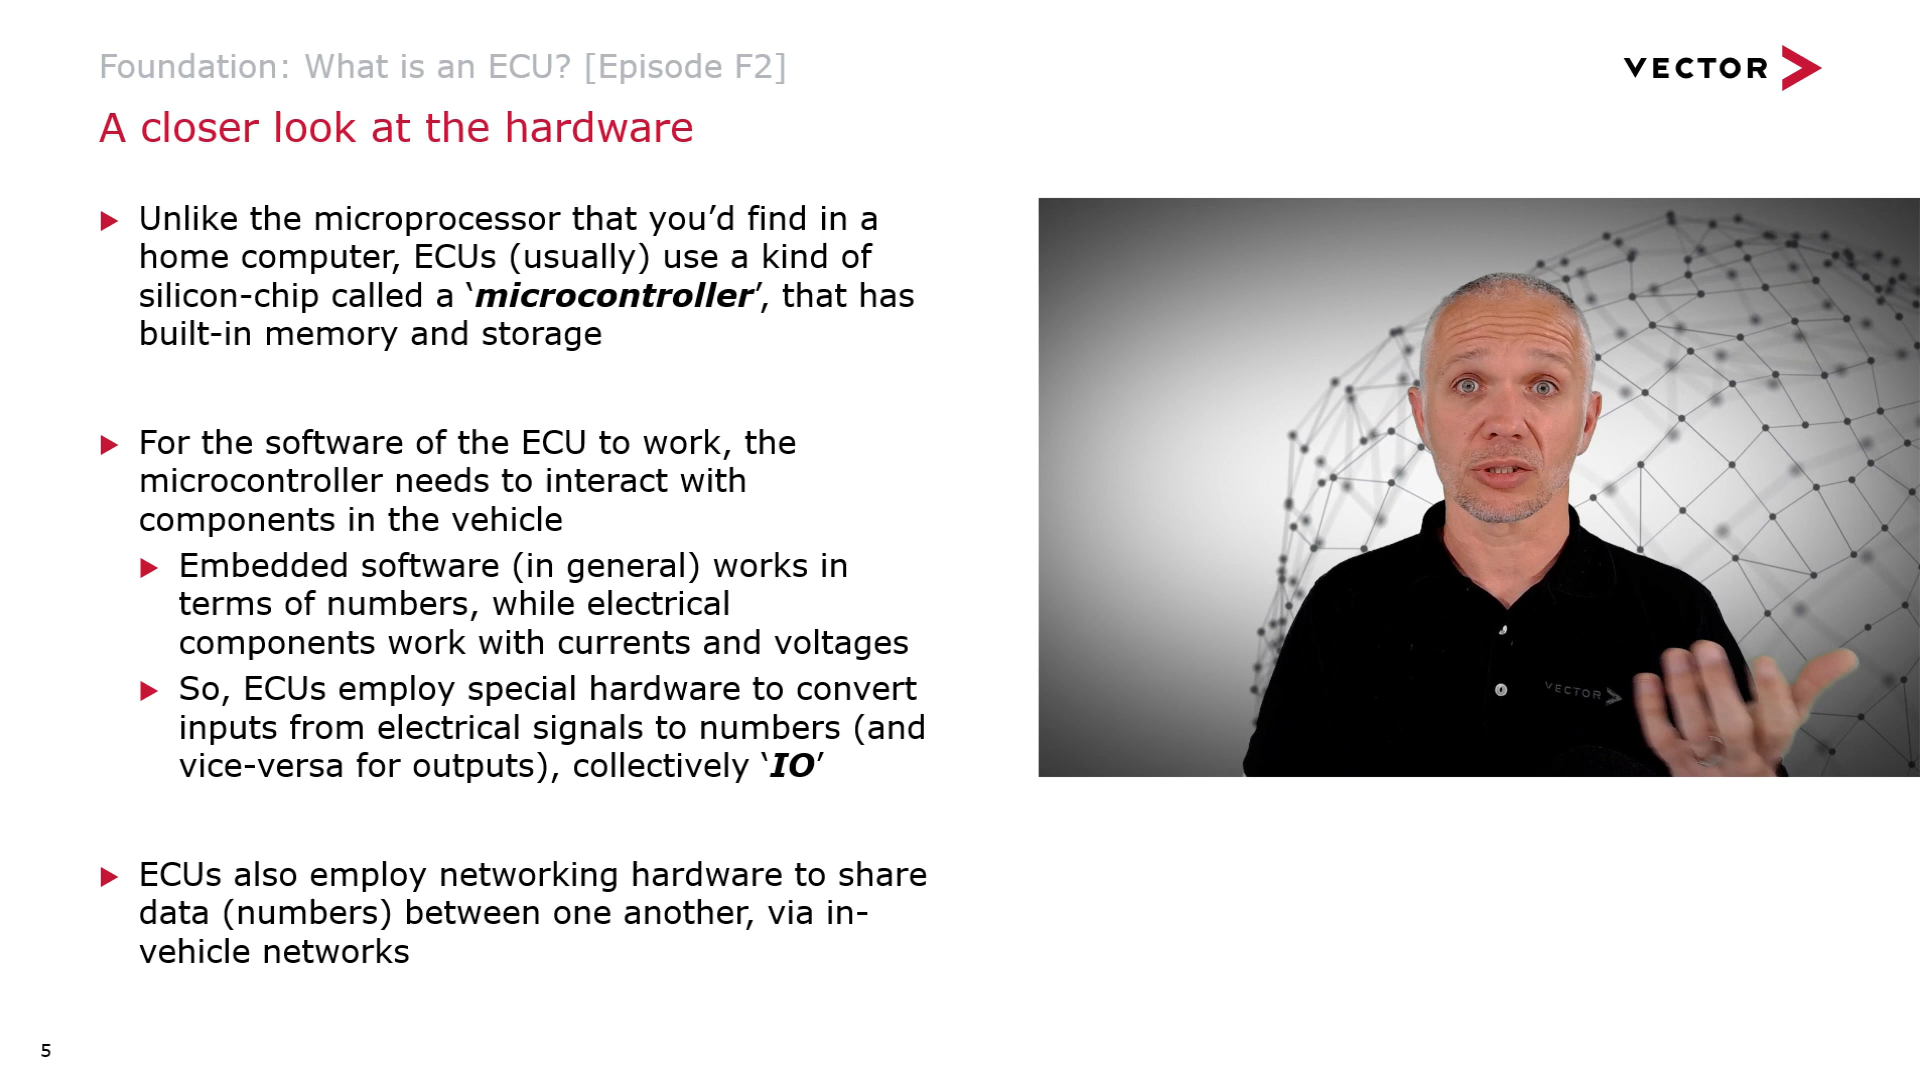 Foundation: What is an ECU? [Episode F2]
VECTOR
A closer look at the hardware
Unlike the microprocessor that you’d find in a
home computer, ECUs (usually) use a kind of
silicon-chip called a ‘microcontroller’, that has
built-in memory and storage
For the software of the ECU to work, the
microcontroller needs to interact with
components in the vehicle
Embedded software (in general) works in
terms of numbers, while electrical
components work with currents and voltages
So, ECUs employ special hardware to convert
inputs from electrical signals to numbers (and
vice-versa for outputs), collectively ‘IO’
ECUs also employ networking hardware to share
data (numbers) between one another, via in-
vehicle networks
VECTOR
5